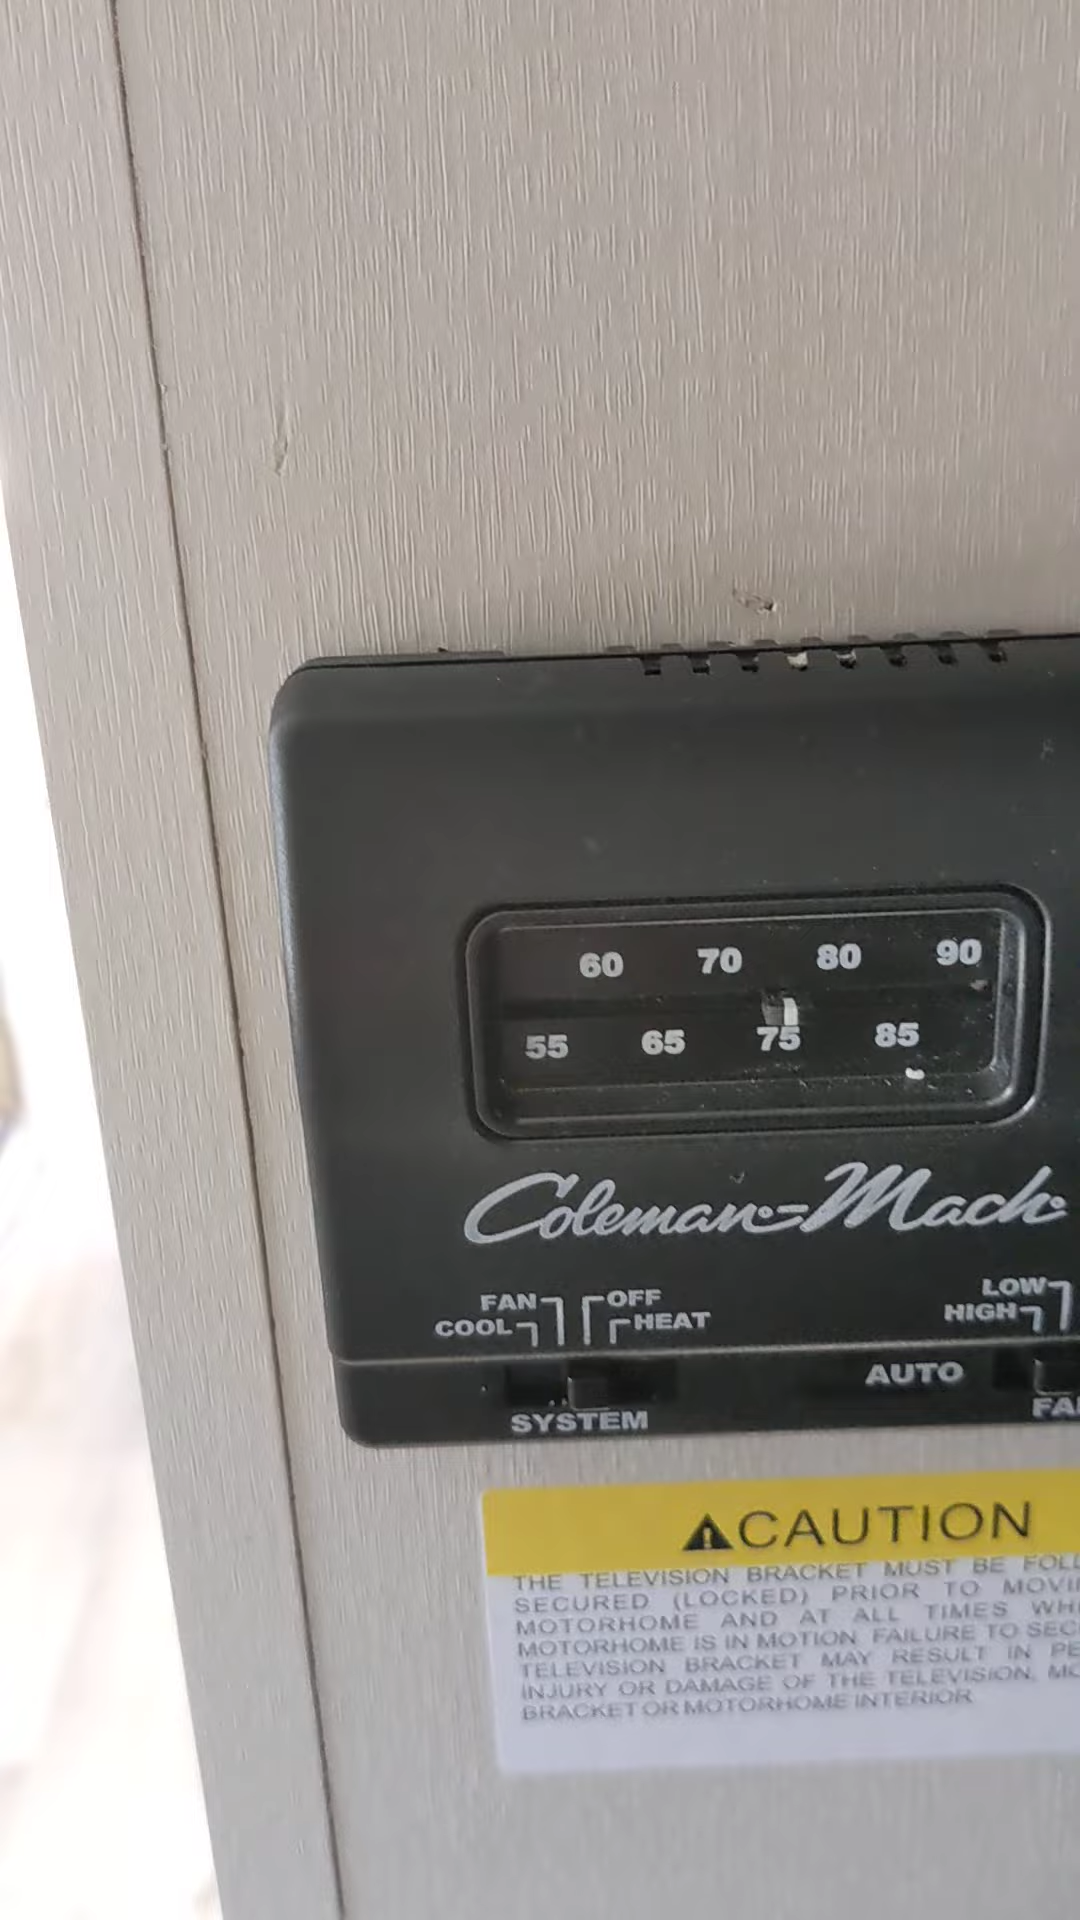 60 70 80 90
55 65 75 85
Coleman-Mach
FAN OFF LOW
COOL HEAT HIGH
AUTO
SYSTEM
CAUTION
THE TELEVISION BRACKET MUST BE
SECURED (LOCKED) PRIOR TO
MOTORHOME AND AT ALL TIMES
MOTORHOME IS IN MOTION FAILURE TO
TELEVISION BRACKET MAY RESULT IN
INJURY OR DAMAGE OF THE TELEVISION,
BRACKET OR MOTORHOME INTERIOR